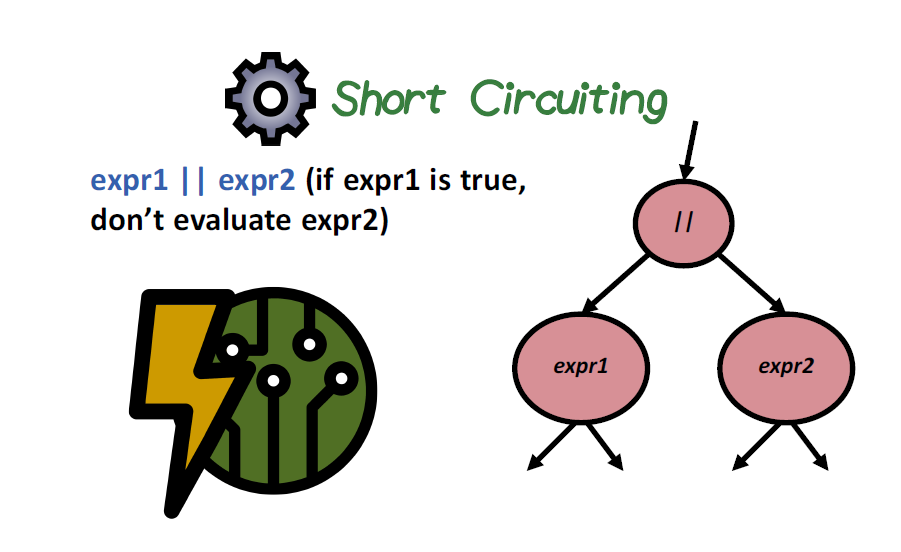 Short Circuiting
expr1 || expr2 (if expr1 is true,
don’t evaluate expr2)
||
expr1
expr2